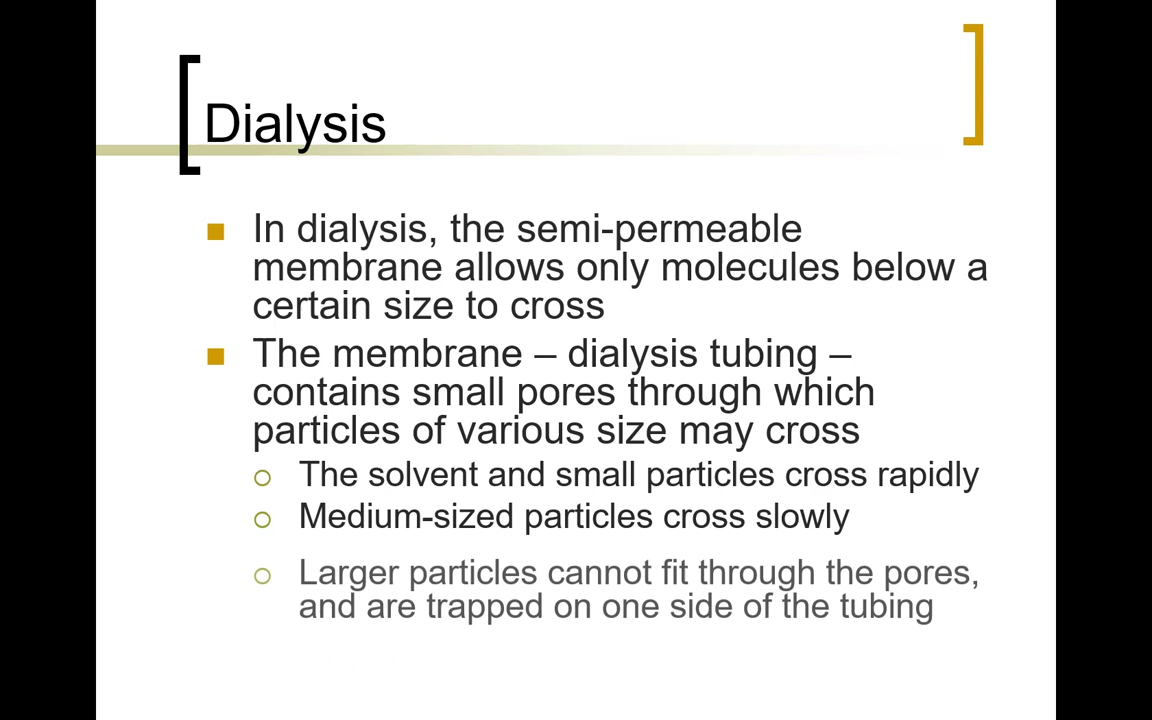 Dialysis
In dialysis, the semi-permeable
membrane allows only molecules below a
certain size to cross
The membrane – dialysis tubing –
contains small pores through which
particles of various size may cross
The solvent and small particles cross rapidly
Medium-sized particles cross slowly
Larger particles cannot fit through the pores,
and are trapped on one side of the tubing